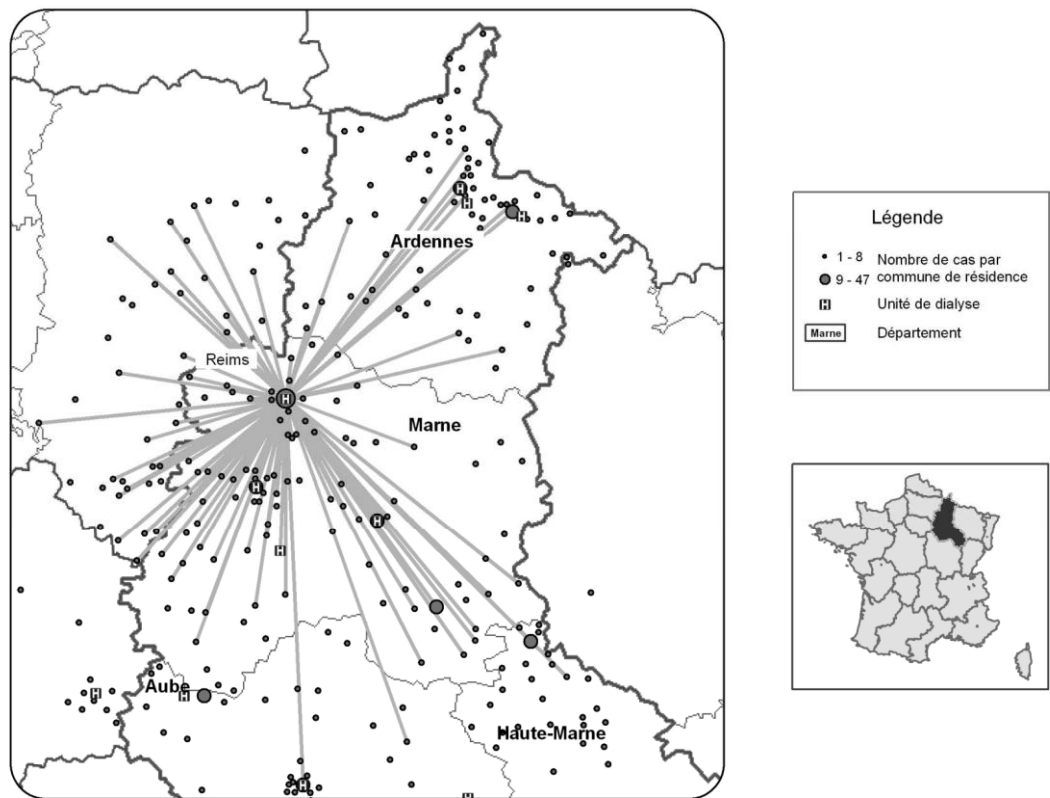 Ardennes
Reims
Marne
Aube
Haute-Marne
H
H
H
H
H
H
H
H
H
H
H
Légende
1 - 8
9 - 47
Nombre de cas par
commune de résidence
H Unité de dialyse
Marne Département